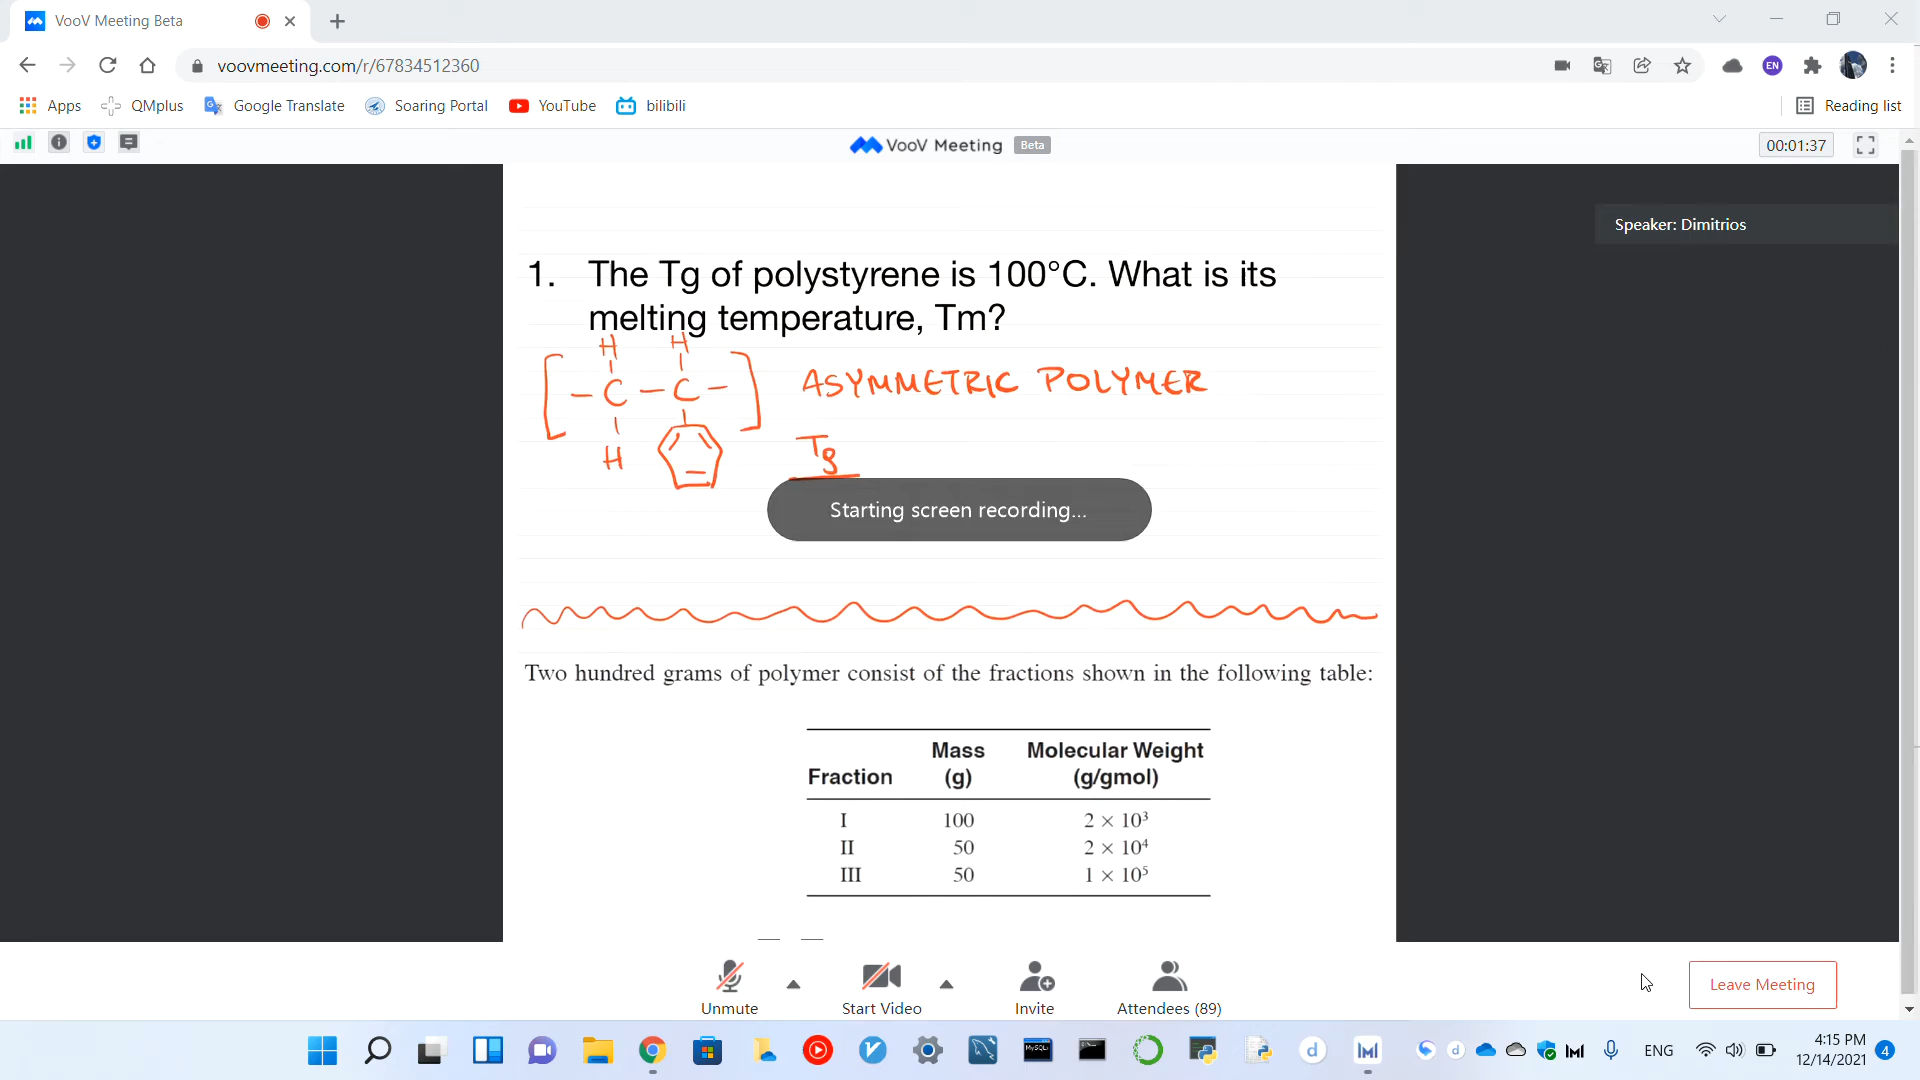 VooV Meeting Beta
voovmeeting.com/r/67834512360
EN
Apps
QMplus
Google Translate
Soaring Portal
YouTube
bilibili
Reading list
VooV Meeting Beta
00:01:37
Speaker: Dimitrios
1. The Tg of polystyrene is 100°C. What is its
melting temperature, Tm?
H H
[ - C - C - ] ASYMMETRIC POLYMER
H
Tg
Starting screen recording...
Two hundred grams of polymer consist of the fractions shown in the following table:
Mass Molecular Weight
Fraction (g) (g/gmol)
I 100 2 × 10³
II 50 2 × 10⁴
III 50 1 × 10⁵
Unmute
Start Video
Invite
Attendees (89)
Leave Meeting
MySQL
ENG
4:15 PM
12/14/2021
4